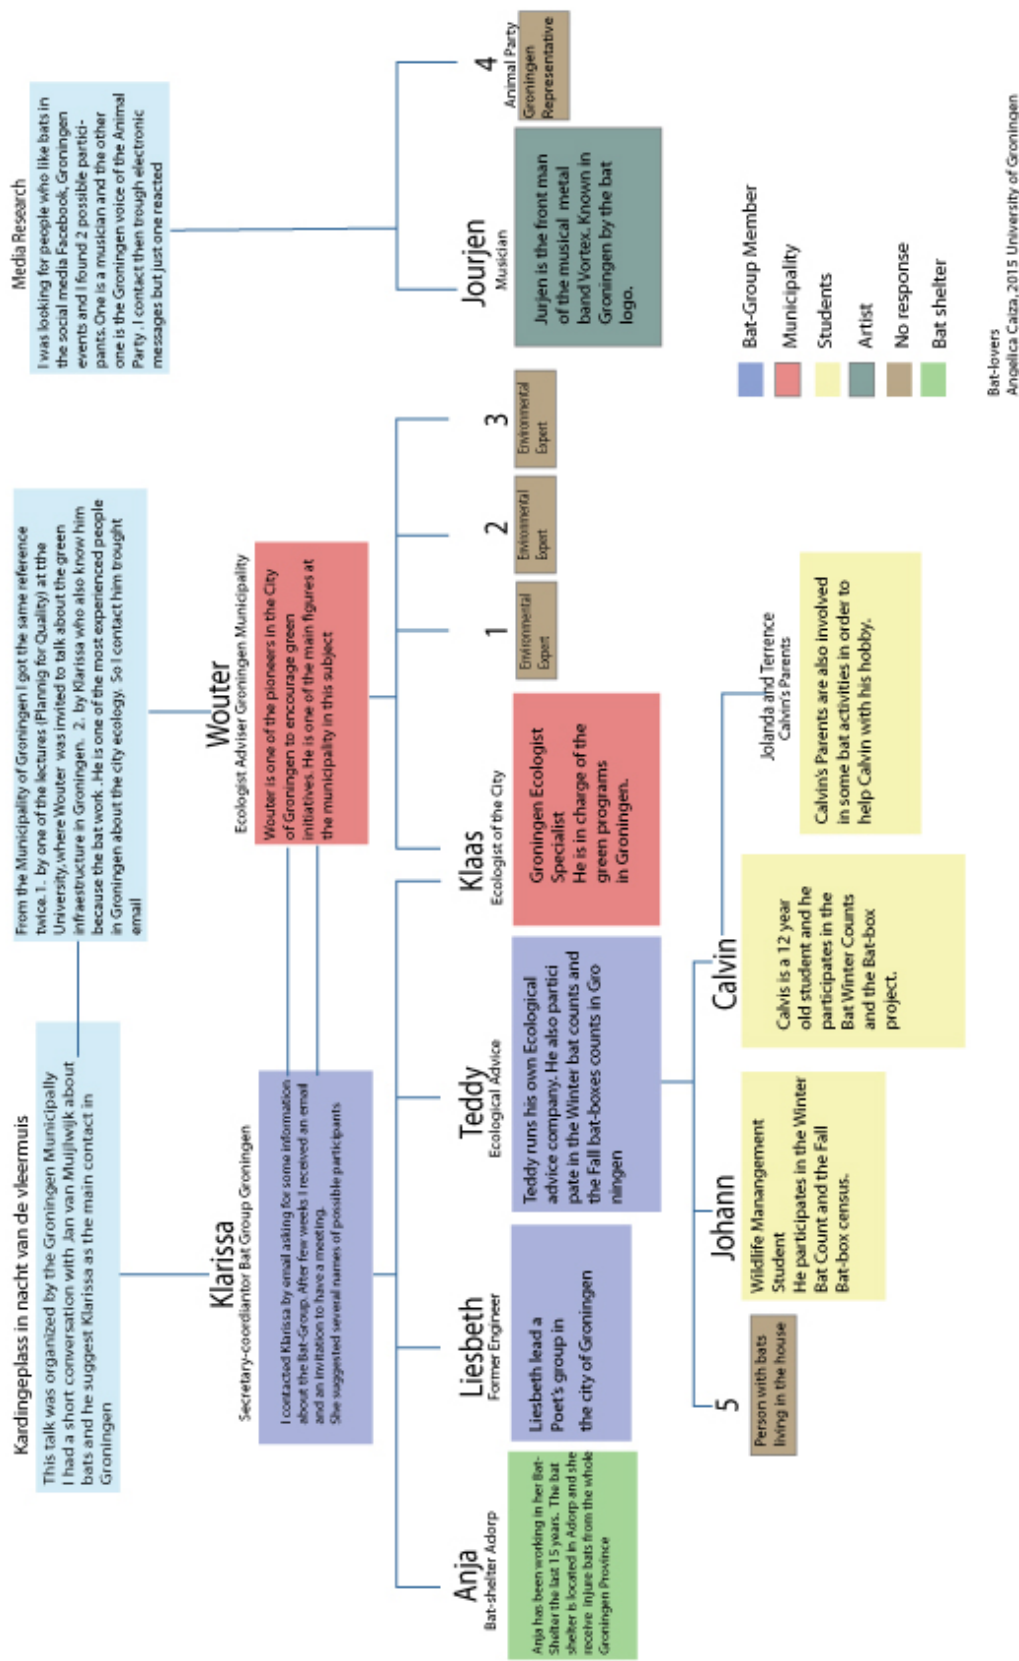 Kardingeplass in nacht van de vleermuis
This talk was organized by the Groningen Municipally
I had a short conversation with Jan van Muijlwijk about
bats and he suggest Klarissa as the main contact in
Groningen
From the Municipality of Groningen I got the same reference
twice. 1. by one of the lectures (Plannig for Quality) at tthe
University, where Wouter was invited to talk about the green
infraestructure in Groningen. 2. by Klarissa who also know him
because the bat work . He is one of the most experienced people
in Groningen about the city ecology. So I contact him trought
email
Media Research
I was looking for people who like bats in
the social media Facebook, Groningen
events and I found 2 possible partici-
pants. One is a musician and the other
one is the Groningen voice of the Animal
Party , I contact then trough electronic
messages but just one reacted
Klarissa
Secretary-coordiantor Bat Group Groningen
I contacted Klarissa by email asking for some information
about the Bat-Group. After few weeks I received an email
and an invitation to have a meeting.
She suggested several names of possible participants
Wouter
Ecologist Adviser Groningen Municipality
Wouter is one of the pioneers in the City
of Groningen to encourage green
initiatives. He is one of the main figures at
the municipality in this subject
Anja
Bat-shelter Adorp
Anja has been working in her Bat-
Shelter the last 15 years. The bat
shelter is located in Adorp and she
receive injure bats from the whole
Groningen Province
Liesbeth
Former Engineer
Liesbeth lead a
Poet's group in
the city of Groningen
Teddy
Ecological Advice
Teddy runs his own Ecological
advice company. He also partici
pate in the Winter bat counts and
the Fall bat-boxes counts in Gro
ningen
Klaas
Ecologist of the City
Groningen Ecologist
Specialist
He is in charge of the
green programs
in Groningen.
1
Environmental
Expert
2
Environmental
Expert
3
Environmental
Expert
Jourjen
Musician
Jurjen is the front man
of the musical metal
band Vortex. Known in
Groningen by the bat
logo.
4
Animal Party
Groningen
Representative
5
Person with bats
living in the house
Johann
Wildlife Manangement
Student
He participates in the Winter
Bat Count and the Fall
Bat-box census.
Calvin
Calvis is a 12 year
old student and he
participates in the
Bat Winter Counts
and the Bat-box
project.
Jolanda and Terrence
Calvin's Parents
Calvin's Parents are also involved
in some bat activities in order to
help Calvin with his hobby.
Bat-Group Member
Municipality
Students
Artist
No response
Bat shelter
Bat-lovers
Angelica Caiza, 2015 University of Groningen